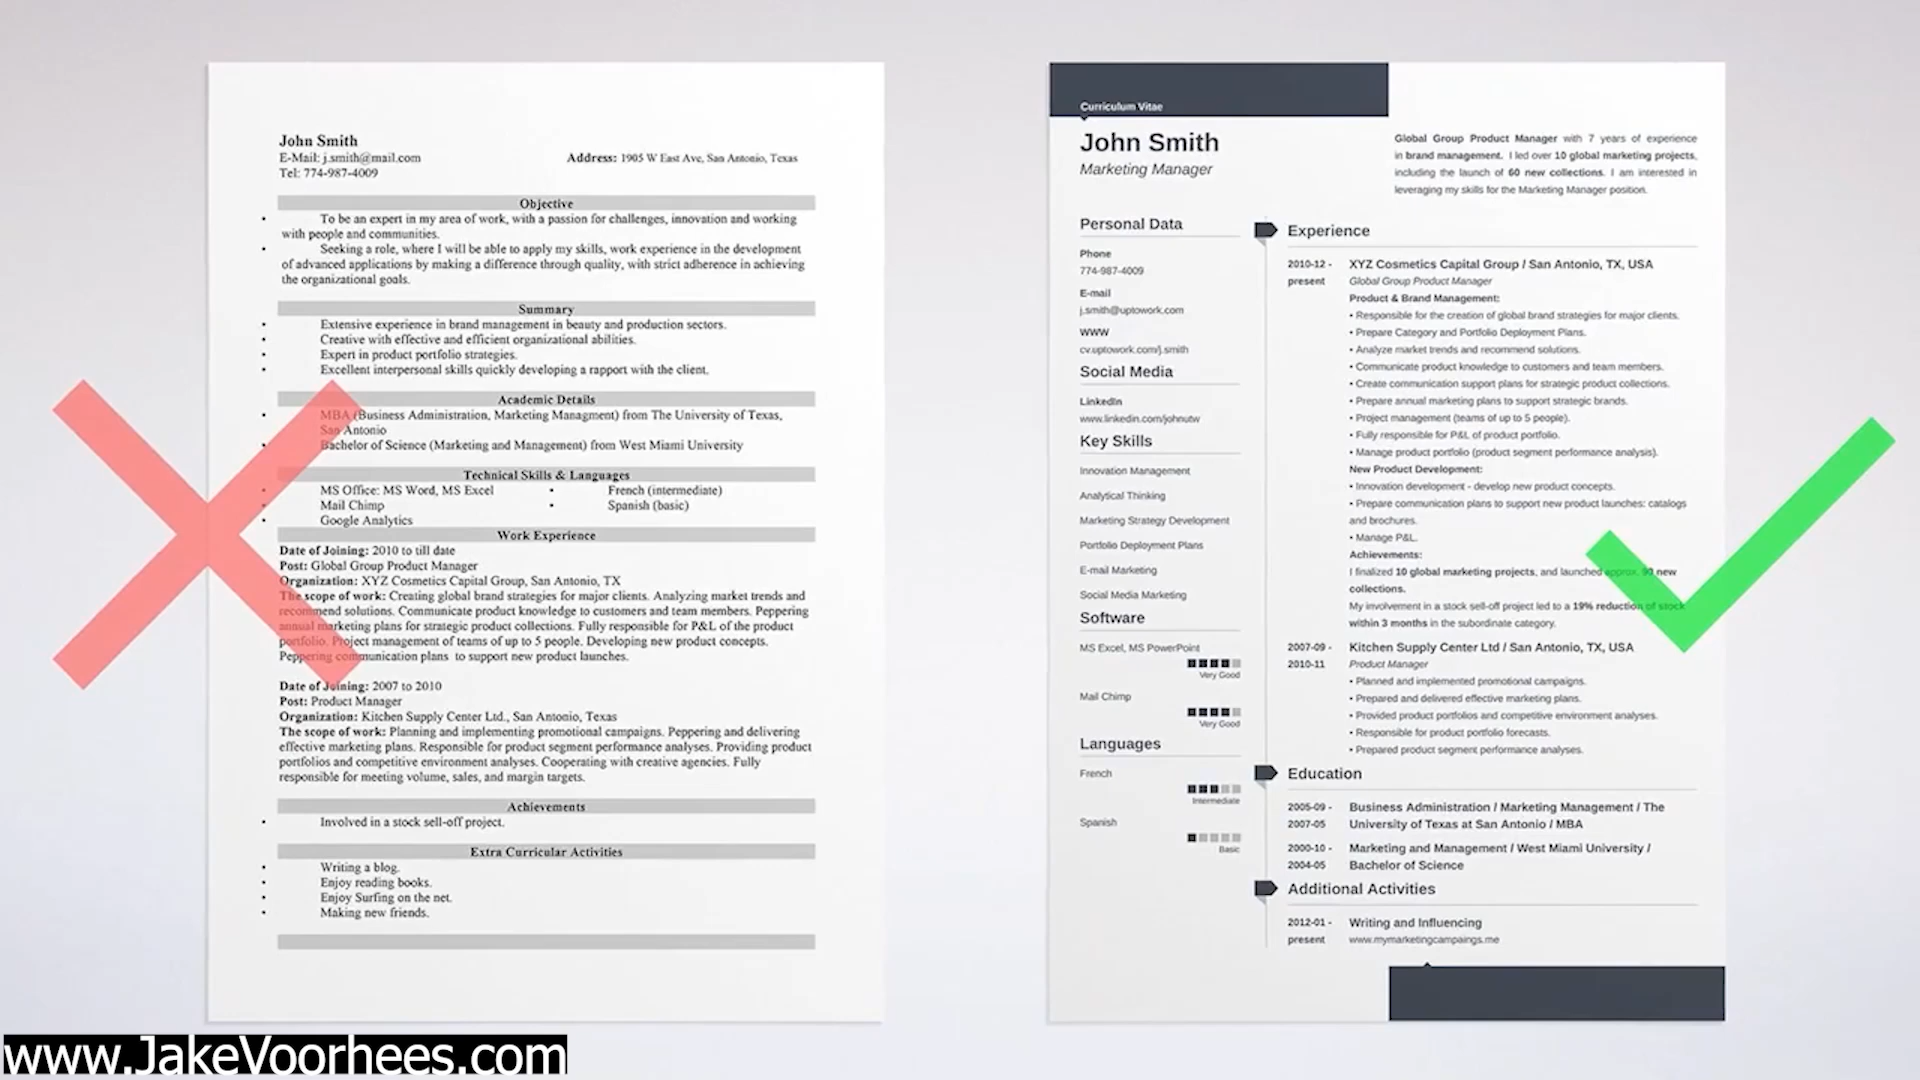 John Smith
E-Mail: j.smith@mail.com
Address: 1905 W East Ave, San Antonio, Texas
Tel: 774-987-4009
Objective
• To be an expert in my area of work, with a passion for challenges, innovation and working
with people and communities.
• Seeking a role, where I will be able to apply my skills, work experience in the development
of advanced applications by making a difference through quality, with strict adherence in achieving
the organizational goals.
Summary
• Extensive experience in brand management in beauty and production sectors.
• Creative with effective and efficient organizational abilities.
• Expert in product portfolio strategies.
• Excellent interpersonal skills quickly developing a rapport with the client.
Academic Details
• MBA (Business Administration, Marketing Managment) from The University of Texas,
San Antonio
• Bachelor of Science (Marketing and Management) from West Miami University
Technical Skills & Languages
• MS Office: MS Word, MS Excel • French (intermediate)
• Mail Chimp • Spanish (basic)
• Google Analytics
Work Experience
Date of Joining: 2010 to till date
Post: Global Group Product Manager
Organization: XYZ Cosmetics Capital Group, San Antonio, TX
The scope of work: Creating global brand strategies for major clients. Analyzing market trends and
recommend solutions. Communicate product knowledge to customers and team members. Peppering
annual marketing plans for strategic product collections. Fully responsible for P&L of the product
portfolio. Project management of teams of up to 5 people. Developing new product concepts.
Peppering communication plans to support new product launches.
Date of Joining: 2007 to 2010
Post: Product Manager
Organization: Kitchen Supply Center Ltd., San Antonio, Texas
The scope of work: Planning and implementing promotional campaigns. Peppering and delivering
effective marketing plans. Responsible for product segment performance analyses. Providing product
portfolios and competitive environment analyses. Cooperating with creative agencies. Fully
responsible for meeting volume, sales, and margin targets.
Achievements
• Involved in a stock sell-off project.
Extra Curricular Activities
• Writing a blog.
• Enjoy reading books.
• Enjoy Surfing on the net.
• Making new friends.
Curriculum Vitae
John Smith
Marketing Manager
Global Group Product Manager with 7 years of experience
in brand management. I led over 10 global marketing projects,
including the launch of 60 new collections. I am interested in
leveraging my skills for the Marketing Manager position.
Personal Data
Phone
774-987-4009
E-mail
j.smith@uptowork.com
WWW
cv.uptowork.com/j.smith
Social Media
LinkedIn
www.linkedin.com/johnutw
Key Skills
Innovation Management
Analytical Thinking
Marketing Strategy Development
Portfolio Deployment Plans
E-mail Marketing
Social Media Marketing
Software
MS Excel, MS PowerPoint
Very Good
Mail Chimp
Very Good
Languages
French
Intermediate
Spanish
Basic
Experience
2010-12 - XYZ Cosmetics Capital Group / San Antonio, TX, USA
present Global Group Product Manager
Product & Brand Management:
• Responsible for the creation of global brand strategies for major clients.
• Prepare Category and Portfolio Deployment Plans.
• Analyze market trends and recommend solutions.
• Communicate product knowledge to customers and team members.
• Create communication support plans for strategic product collections.
• Prepare annual marketing plans to support strategic brands.
• Project management (teams of up to 5 people).
• Fully responsible for P&L of product portfolio.
• Manage product portfolio (product segment performance analysis).
New Product Development:
• Innovation development - develop new product concepts.
• Prepare communication plans to support new product launches: catalogs
and brochures.
• Manage P&L.
Achievements:
I finalized 10 global marketing projects, and launched approx. 90 new
collections.
My involvement in a stock sell-off project led to a 19% reduction of stock
within 3 months in the subordinate category.
2007-09 - Kitchen Supply Center Ltd / San Antonio, TX, USA
2010-11 Product Manager
• Planned and implemented promotional campaigns.
• Prepared and delivered effective marketing plans.
• Provided product portfolios and competitive environment analyses.
• Responsible for product portfolio forecasts.
• Prepared product segment performance analyses.
Education
2005-09 - Business Administration / Marketing Management / The
2007-05 University of Texas at San Antonio / MBA
2000-10 - Marketing and Management / West Miami University /
2004-05 Bachelor of Science
Additional Activities
2012-01 - Writing and Influencing
present www.mymarketingcampaings.me
www.JakeVoorhees.com